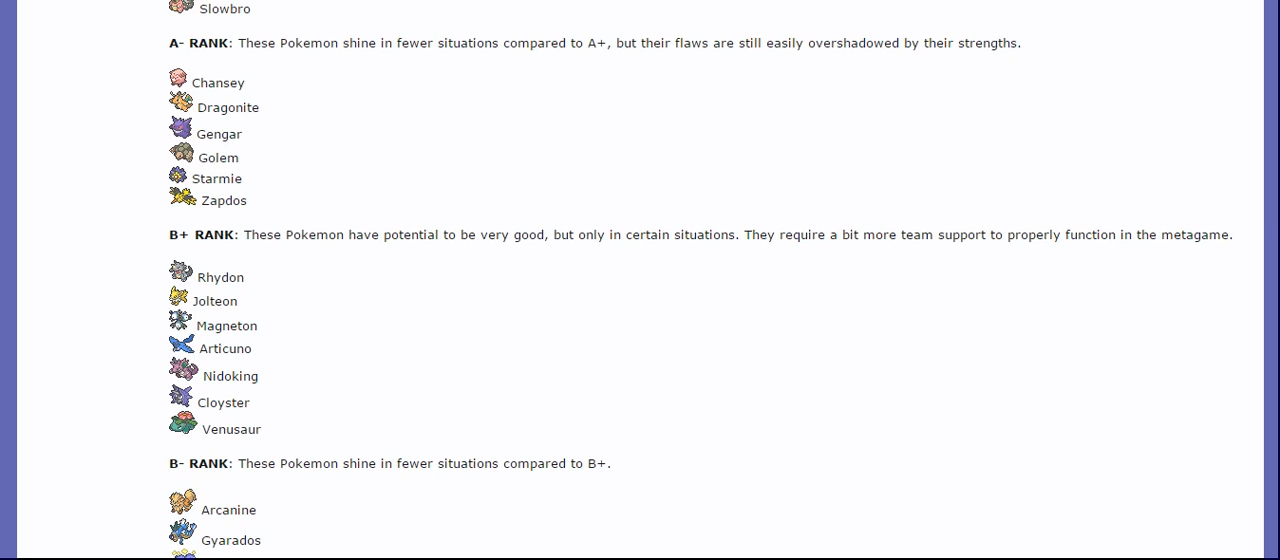 Slowbro
A- RANK: These Pokemon shine in fewer situations compared to A+, but their flaws are still easily overshadowed by their strengths.
Chansey
Dragonite
Gengar
Golem
Starmie
Zapdos
B+ RANK: These Pokemon have potential to be very good, but only in certain situations. They require a bit more team support to properly function in the metagame.
Rhydon
Jolteon
Magneton
Articuno
Nidoking
Cloyster
Venusaur
B- RANK: These Pokemon shine in fewer situations compared to B+.
Arcanine
Gyarados